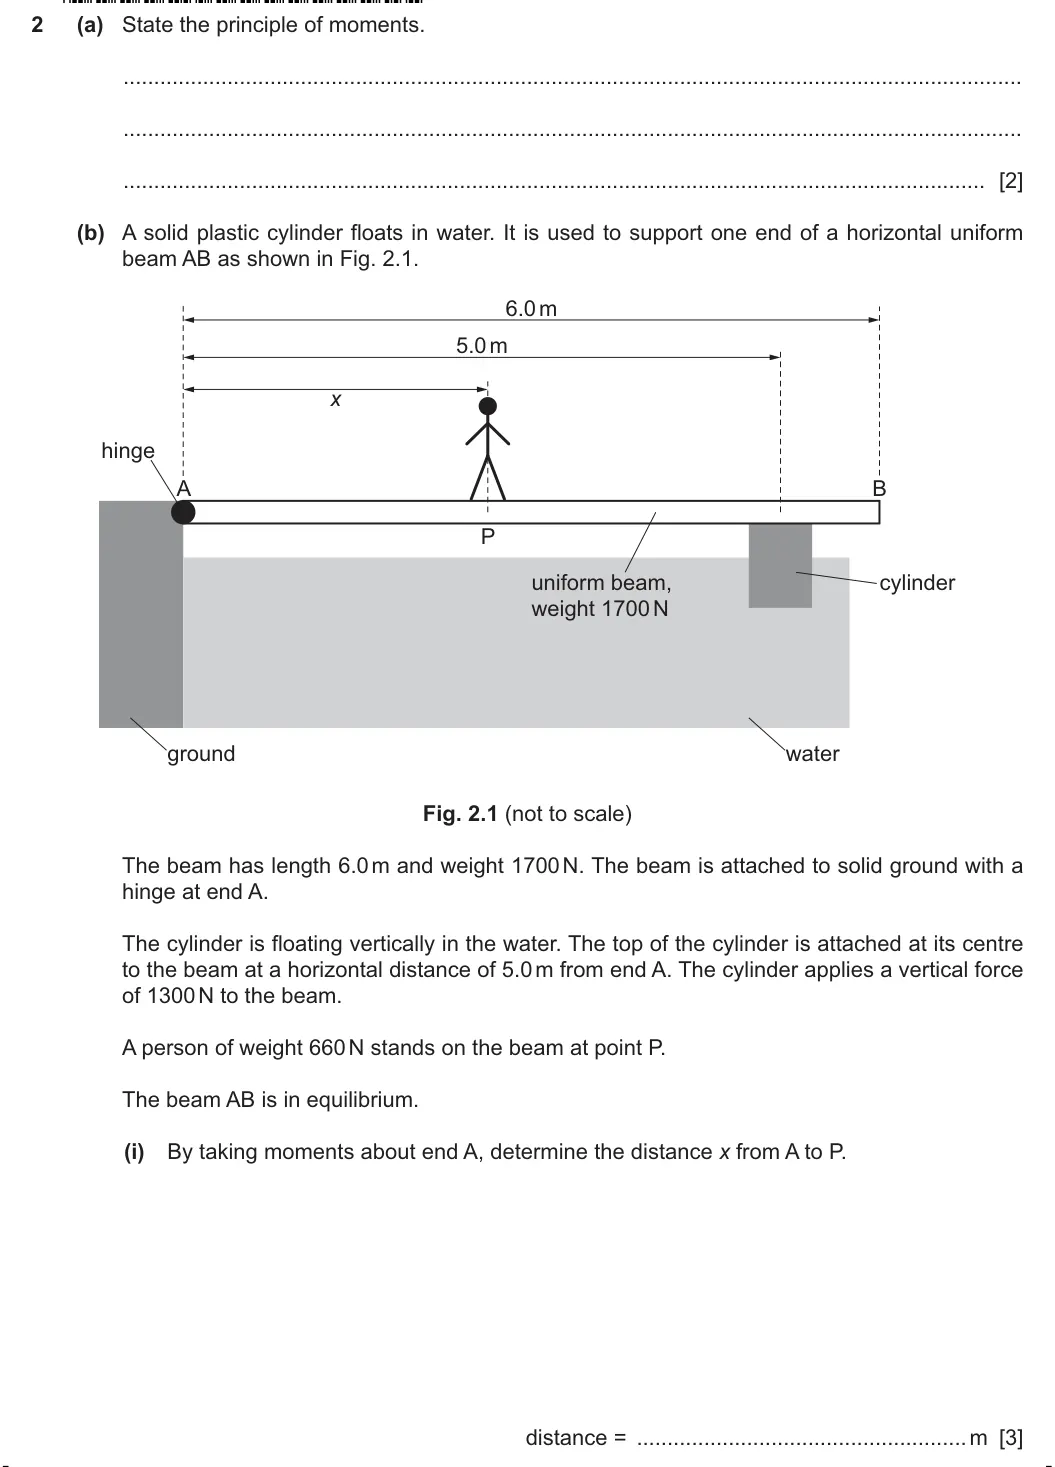 2 (a) State the principle of moments.
..........................................................................................................................................
..........................................................................................................................................
.................................................................................................................................... [2]
(b) A solid plastic cylinder floats in water. It is used to support one end of a horizontal uniform
beam AB as shown in Fig. 2.1.
6.0 m
5.0 m
x
hinge
A
B
P
uniform beam,
weight 1700 N
cylinder
ground
water
Fig. 2.1 (not to scale)
The beam has length 6.0 m and weight 1700 N. The beam is attached to solid ground with a
hinge at end A.
The cylinder is floating vertically in the water. The top of the cylinder is attached at its centre
to the beam at a horizontal distance of 5.0 m from end A. The cylinder applies a vertical force
of 1300 N to the beam.
A person of weight 660 N stands on the beam at point P.
The beam AB is in equilibrium.
(i) By taking moments about end A, determine the distance x from A to P.
distance = ..................................................... m [3]